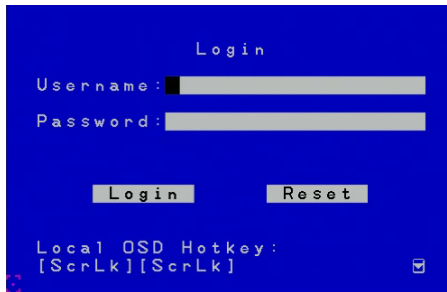 Login
Username:
Password:
Login Reset
Local OSD Hotkey:
[ScrLk][ScrLk]